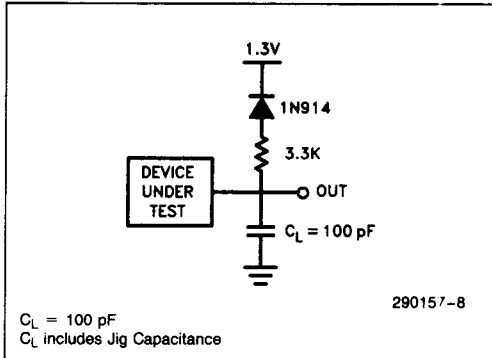 1.3V
1N914
3.3K
DEVICE
UNDER
TEST
OUT
C_L = 100 pF
290157-8
C_L = 100 pF
C_L includes Jig Capacitance